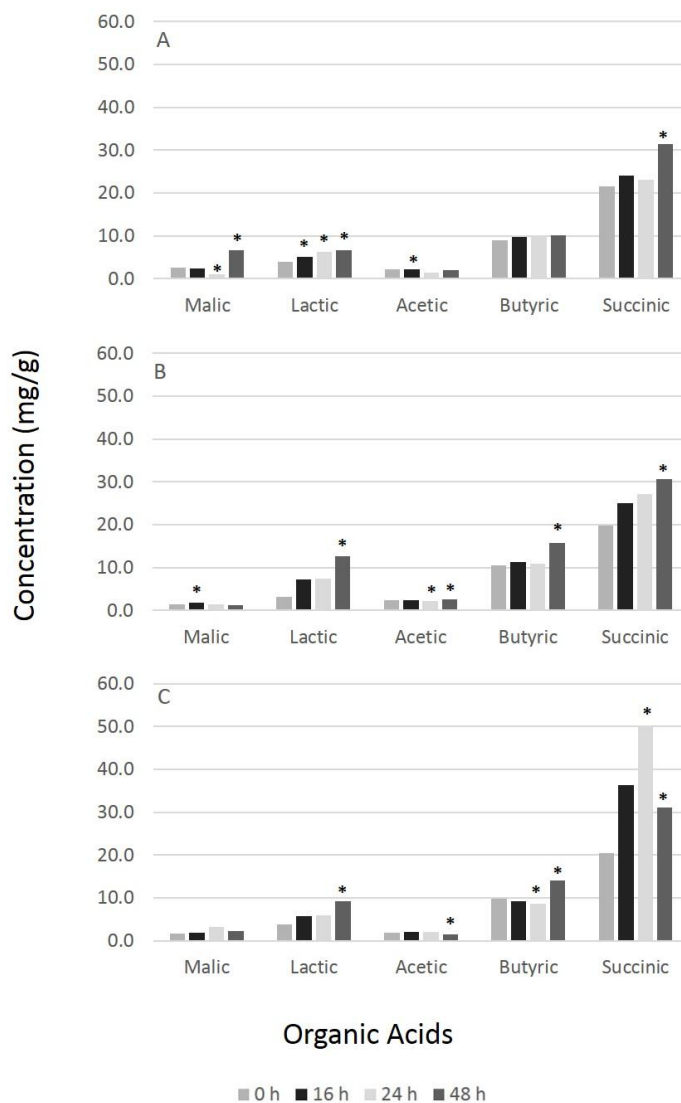 60.0
A
50.0
40.0
30.0
*
20.0
10.0
* * * * * *
0.0
Malic Lactic Acetic Butyric Succinic
Concentration (mg/g)
60.0
B
50.0
40.0
30.0
*
20.0
10.0
* * * * *
0.0
Malic Lactic Acetic Butyric Succinic
60.0
C
50.0
*
40.0
30.0
*
20.0
10.0
* * * *
0.0
Malic Lactic Acetic Butyric Succinic
Organic Acids
0 h 16 h 24 h 48 h